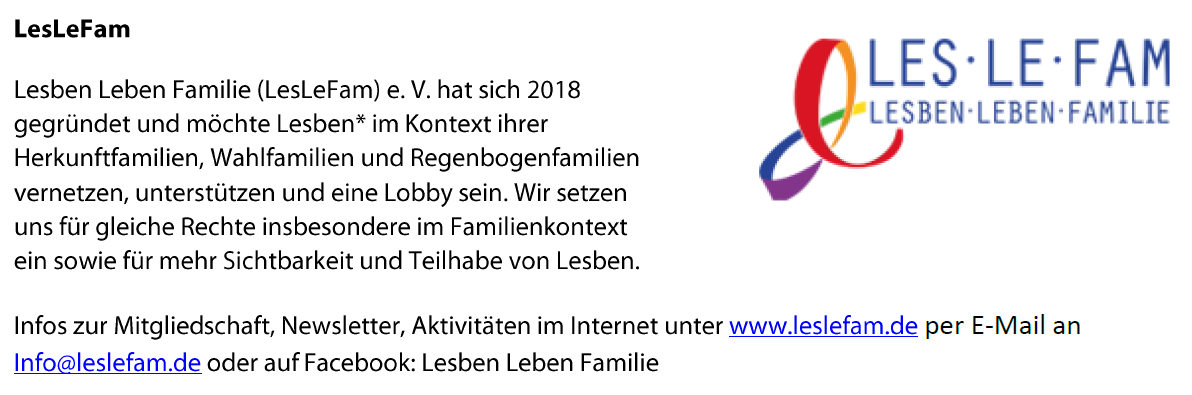 LesLeFam
LES·LE·FAM
LESBEN·LEBEN·FAMILIE
Lesben Leben Familie (LesLeFam) e. V. hat sich 2018
gegründet und möchte Lesben* im Kontext ihrer
Herkunftfamilien, Wahlfamilien und Regenbogenfamilien
vernetzen, unterstützen und eine Lobby sein. Wir setzen
uns für gleiche Rechte insbesondere im Familienkontext
ein sowie für mehr Sichtbarkeit und Teilhabe von Lesben.
Infos zur Mitgliedschaft, Newsletter, Aktivitäten im Internet unter www.leslefam.de per E-Mail an
Info@leslefam.de oder auf Facebook: Lesben Leben Familie